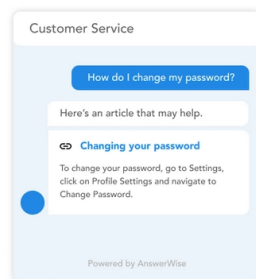 Customer Service
How do I change my password?
Here's an article that may help.
Changing your password
To change your password, go to Settings,
click on Profile Settings and navigate to
Change Password.
Powered by AnswerWise